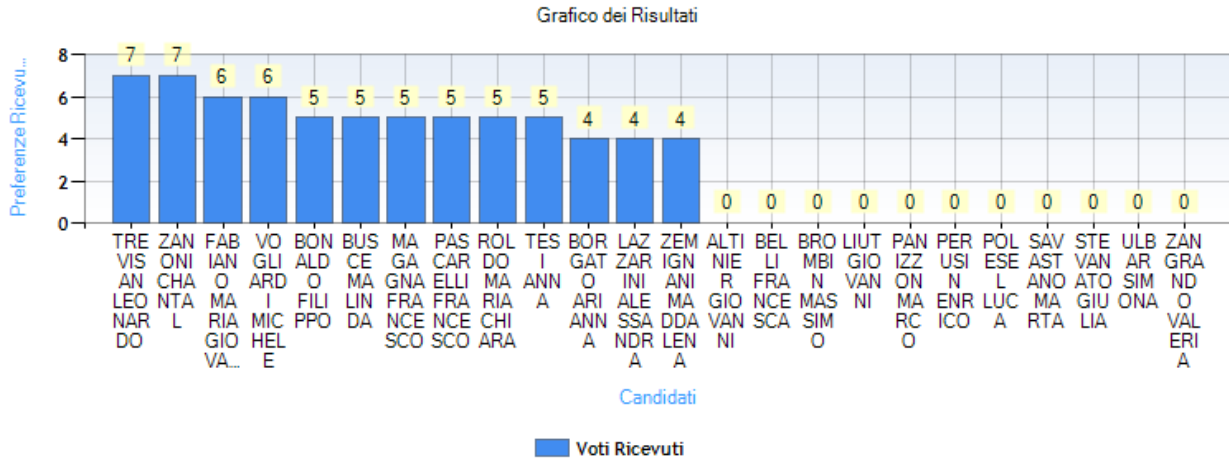 Grafico dei Risultati
Preferenze Ricevu...
8
6
4
2
0
7
7
6
6
5
5
5
5
5
5
4
4
4
0
0
0
0
0
0
0
0
0
0
0
TREVISAN LEONARDO
ZANONI CHANTAL
FABIANO MARIA GIOVA...
VOGLIARDI MICHELE
BONALDO FILIPPO
BUSCEMA LINDA
MAGAGNA FRANCESCO
PASCARELLI FRANCESCO
ROLDO MARIA CHIARA
TESI ANNA
BORGATO ARIANNA
LAZZARINI ALESSANDRA
ZEMIGNANI MADDALENA
ALTINIER GIOVANNI
BELLI FRANCESCA
BROMBIN MASSIMO
LIUT GIOVANNI
PANIZZON MARCO
PERUSIN ENRICO
POLESEL LUCA
SAVASTANO MARTA
STEVANATO GIULIA
ULBAR SIMONA
ZANGRANDO VALERIA
Candidati
Voti Ricevuti